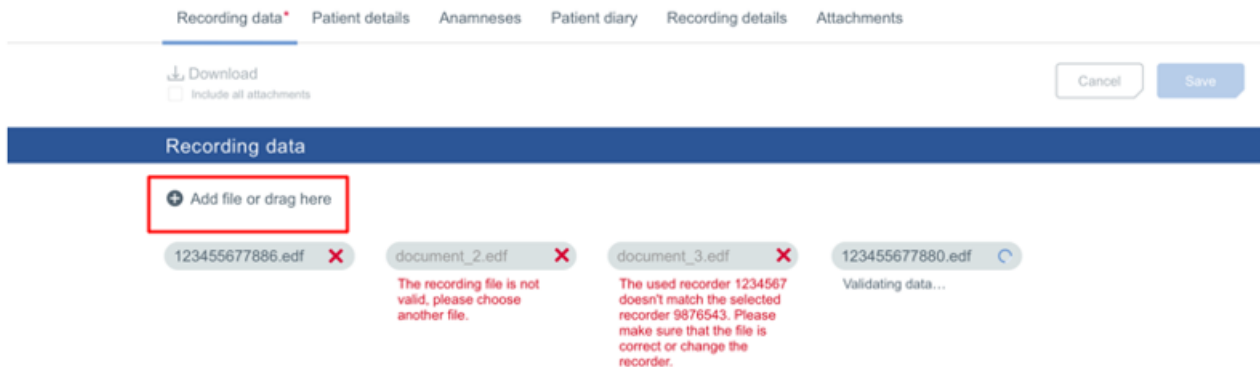 Recording data* Patient details Anamneses Patient diary Recording details Attachments
Download
Include all attachments
Cancel Save
Recording data
Add file or drag here
123455677886.edf document_2.edf document_3.edf 123455677880.edf
The recording file is not
valid, please choose
another file.
The used recorder 1234567
doesn't match the selected
recorder 9876543. Please
make sure that the file is
correct or change the
recorder.
Validating data...